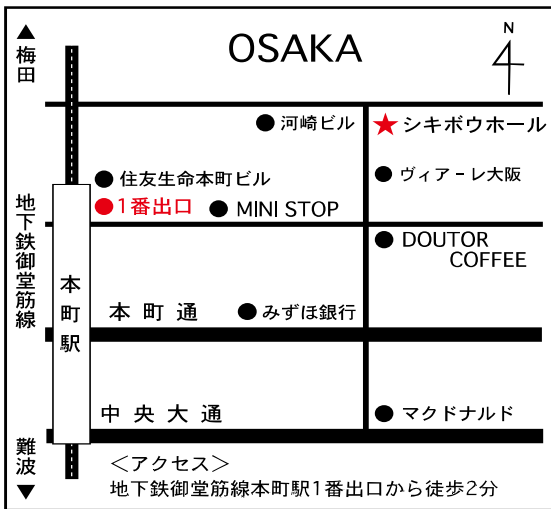 ▲
梅田
OSAKA
N
河崎ビル
★ シキボウホール
住友生命本町ビル
ヴィアーレ大阪
1番出口
MINI STOP
地下鉄御堂筋線
DOUTOR
COFFEE
本町駅
本町通
みずほ銀行
中央大通
マクドナルド
難波
▼
＜アクセス＞
地下鉄御堂筋線本町駅1番出口から徒歩2分